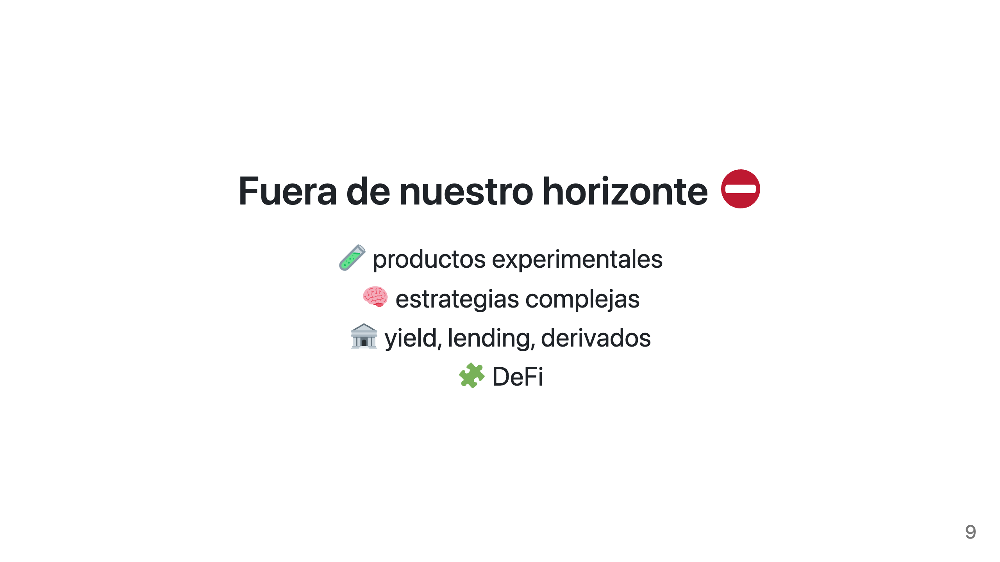 Fuera de nuestro horizonte ⛔
🧪 productos experimentales
🧠 estrategias complejas
🏛️ yield, lending, derivados
🧩 DeFi
9